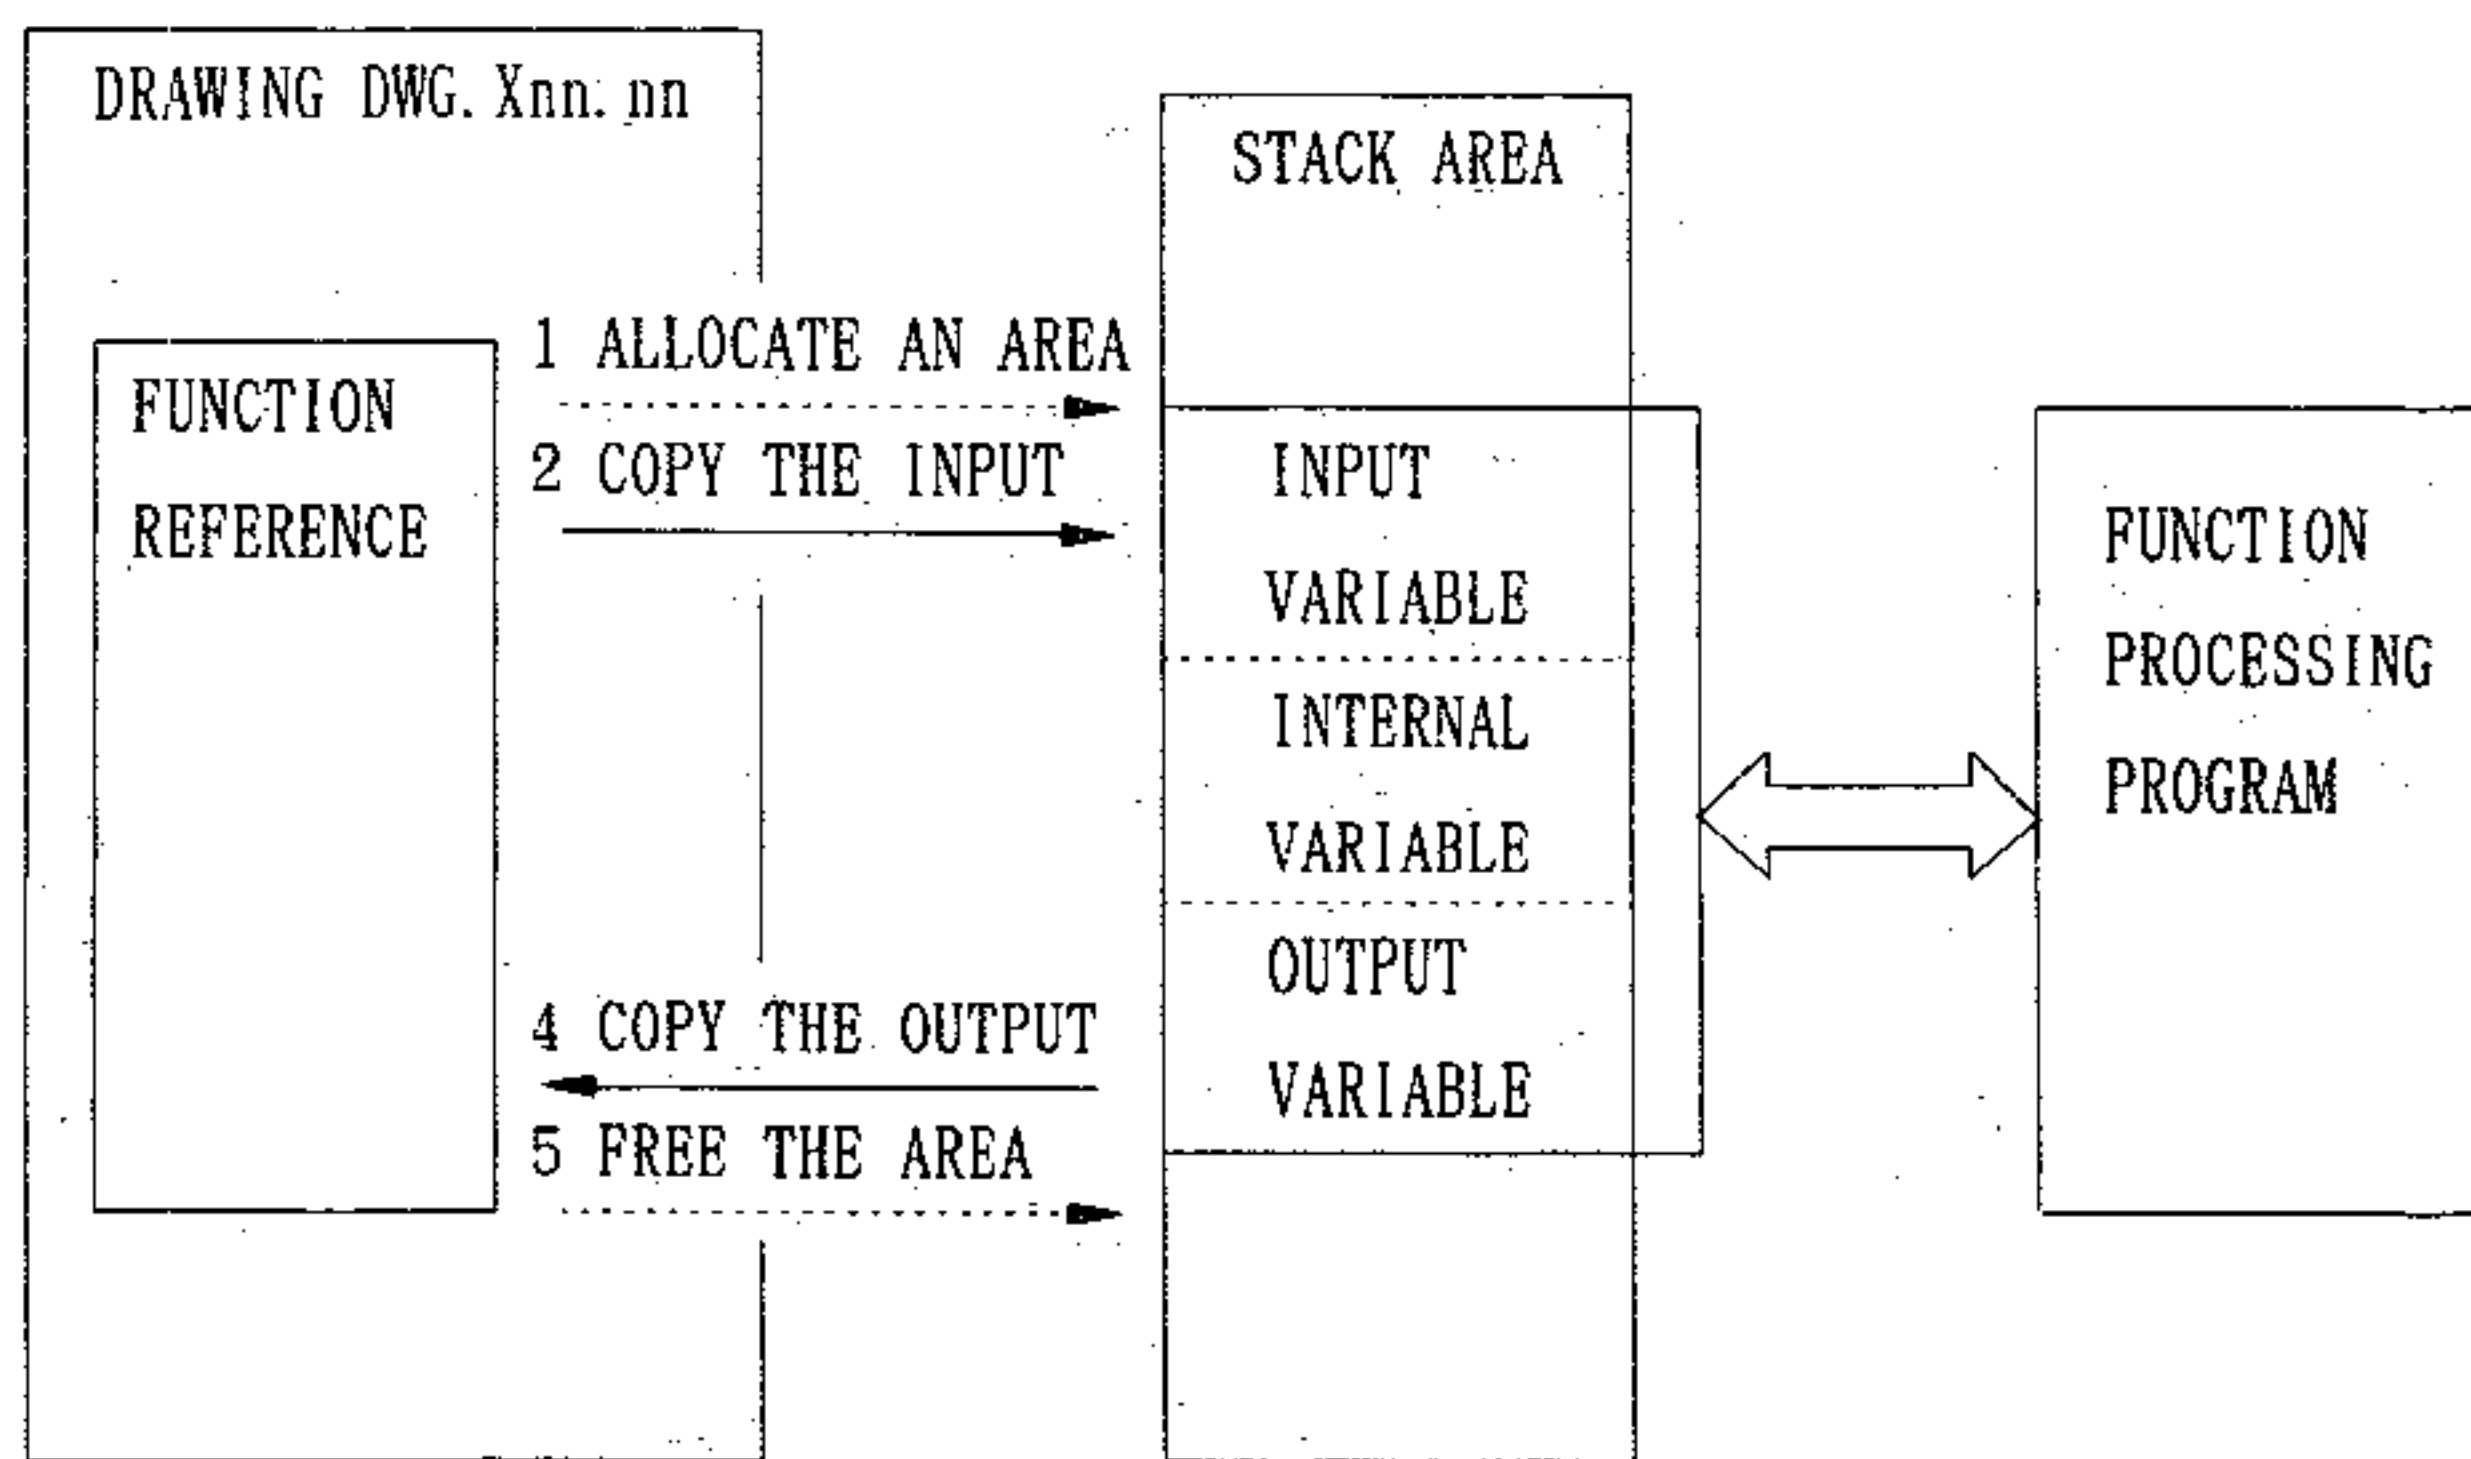 DRAWING DWG. Xnn. nn
FUNCTION
REFERENCE
1 ALLOCATE AN AREA
2 COPY THE INPUT
4 COPY THE OUTPUT
5 FREE THE AREA
STACK AREA
INPUT
VARIABLE
INTERNAL
VARIABLE
OUTPUT
VARIABLE
FUNCTION
PROCESSING
PROGRAM